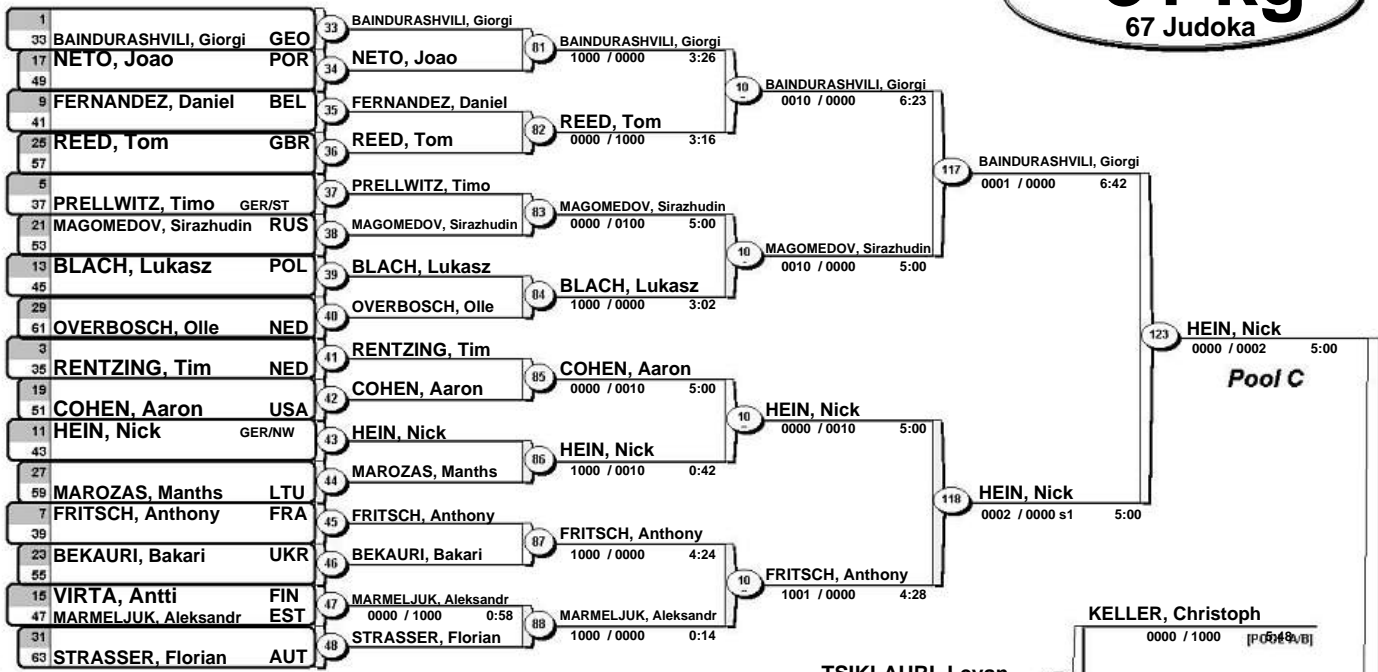 67 Judoka
1
33 BAINDURASHVILI, Giorgi GEO
17 NETO, Joao POR
49
9 FERNANDEZ, Daniel BEL
41
25 REED, Tom GBR
57
5
37 PRELLWITZ, Timo GER/ST
21 MAGOMEDOV, Sirazhudin RUS
53
13 BLACH, Lukasz POL
45
29
61 OVERBOSCH, Olle NED
3
35 RENTZING, Tim NED
19
51 COHEN, Aaron USA
11 HEIN, Nick GER/NW
43
27
59 MAROZAS, Manths LTU
7 FRITSCH, Anthony FRA
39
23 BEKAURI, Bakari UKR
55
15 VIRTA, Antti FIN
47 MARMELJUK, Aleksandr EST
31
63 STRASSER, Florian AUT
33 BAINDURASHVILI, Giorgi
34 NETO, Joao
35 FERNANDEZ, Daniel
36 REED, Tom
37 PRELLWITZ, Timo
38 MAGOMEDOV, Sirazhudin
39 BLACH, Lukasz
40 OVERBOSCH, Olle
41 RENTZING, Tim
42 COHEN, Aaron
43 HEIN, Nick
44 MAROZAS, Manths
45 FRITSCH, Anthony
46 BEKAURI, Bakari
47 MARMELJUK, Aleksandr
0000 / 1000 0:58
48 STRASSER, Florian
81 BAINDURASHVILI, Giorgi
1000 / 0000 3:26
82 REED, Tom
0000 / 1000 3:16
83 MAGOMEDOV, Sirazhudin
0000 / 0100 5:00
84 BLACH, Lukasz
1000 / 0000 3:02
85 COHEN, Aaron
0000 / 0010 5:00
86 HEIN, Nick
1000 / 0010 0:42
87 FRITSCH, Anthony
1000 / 0000 4:24
88 MARMELJUK, Aleksandr
1000 / 0000 0:14
10 BAINDURASHVILI, Giorgi
0010 / 0000 6:23
10 MAGOMEDOV, Sirazhudin
0010 / 0000 5:00
10 HEIN, Nick
0000 / 0010 5:00
10 FRITSCH, Anthony
1001 / 0000 4:28
117 BAINDURASHVILI, Giorgi
0001 / 0000 6:42
118 HEIN, Nick
0002 / 0000 s1 5:00
123 HEIN, Nick
0000 / 0002 5:00
Pool C
KELLER, Christoph
0000 / 1000